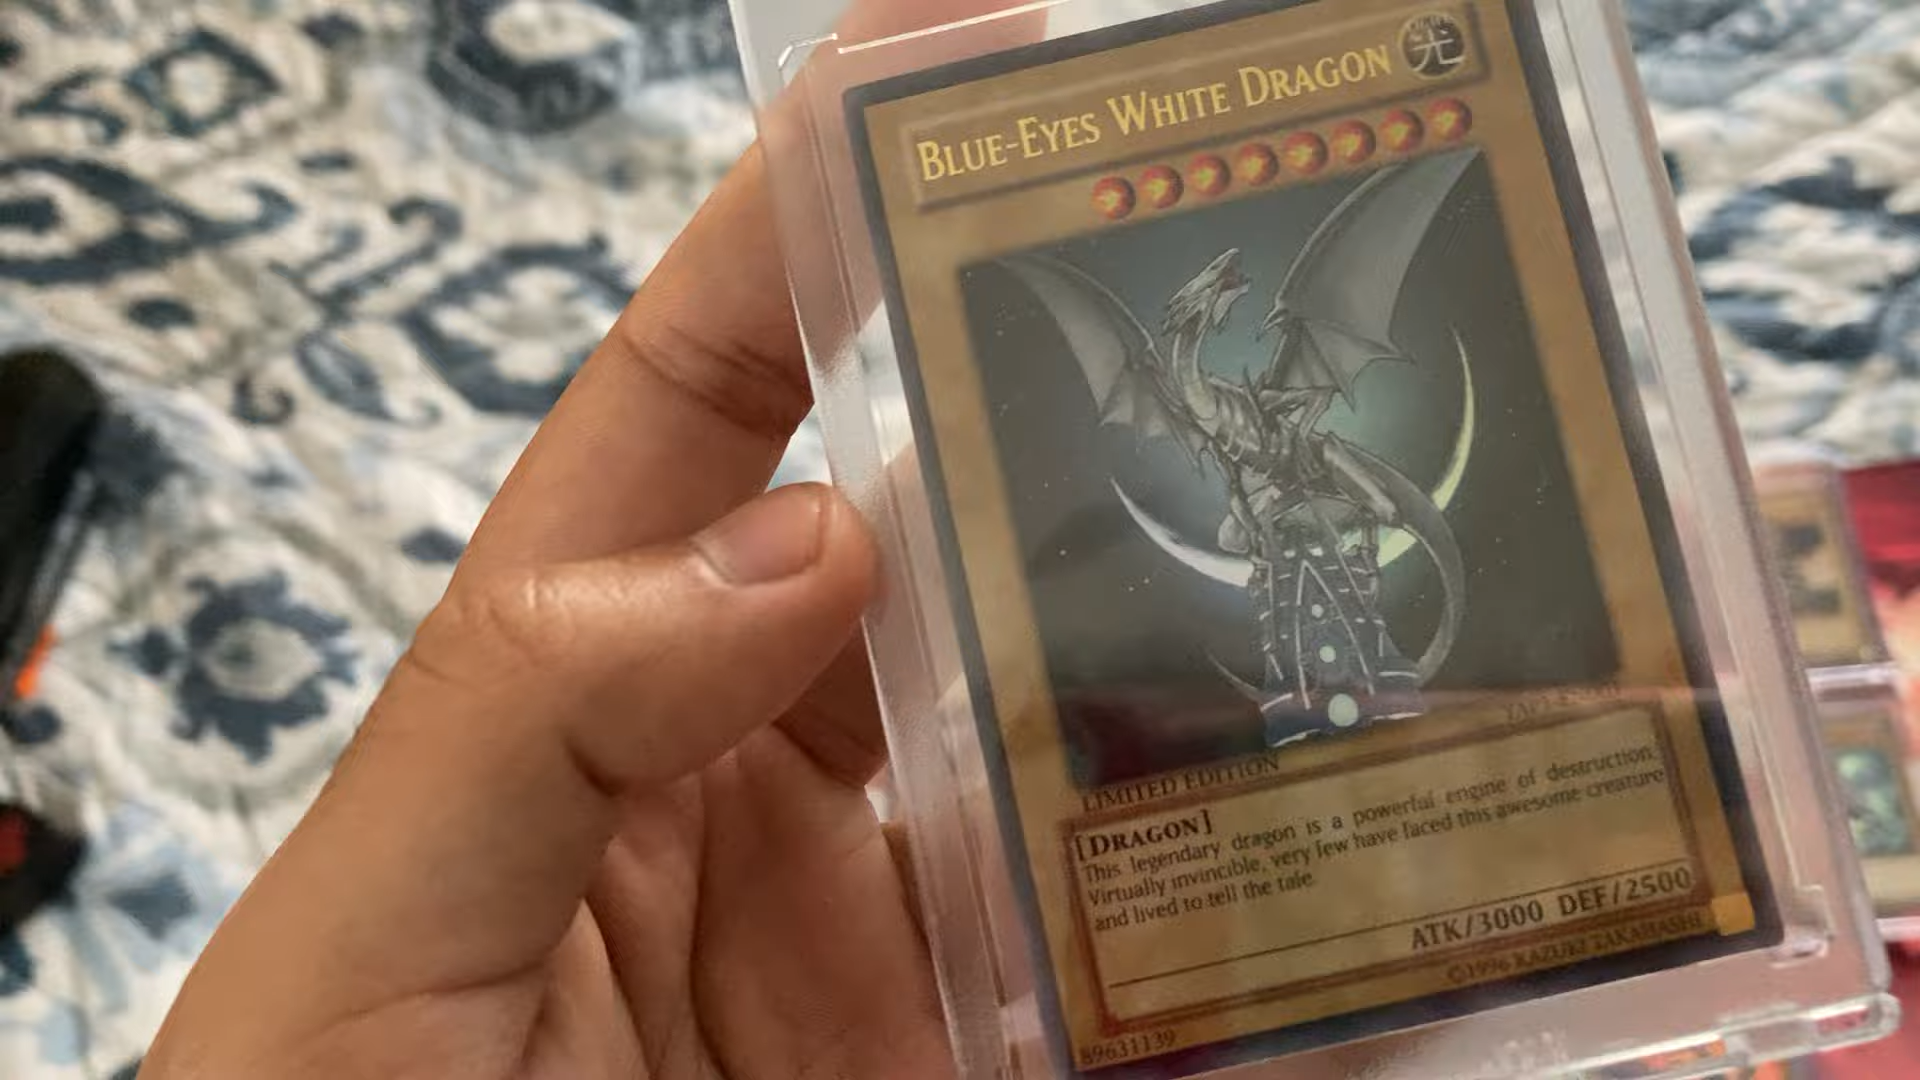 BLUE-EYES WHITE DRAGON 光
LIMITED EDITION
[DRAGON]
This legendary dragon is a powerful engine of destruction.
Virtually invincible, very few have faced this awesome creature
and lived to tell the tale.
ATK/3000 DEF/2500
©1996 KAZUKI TAKAHASHI
89631139